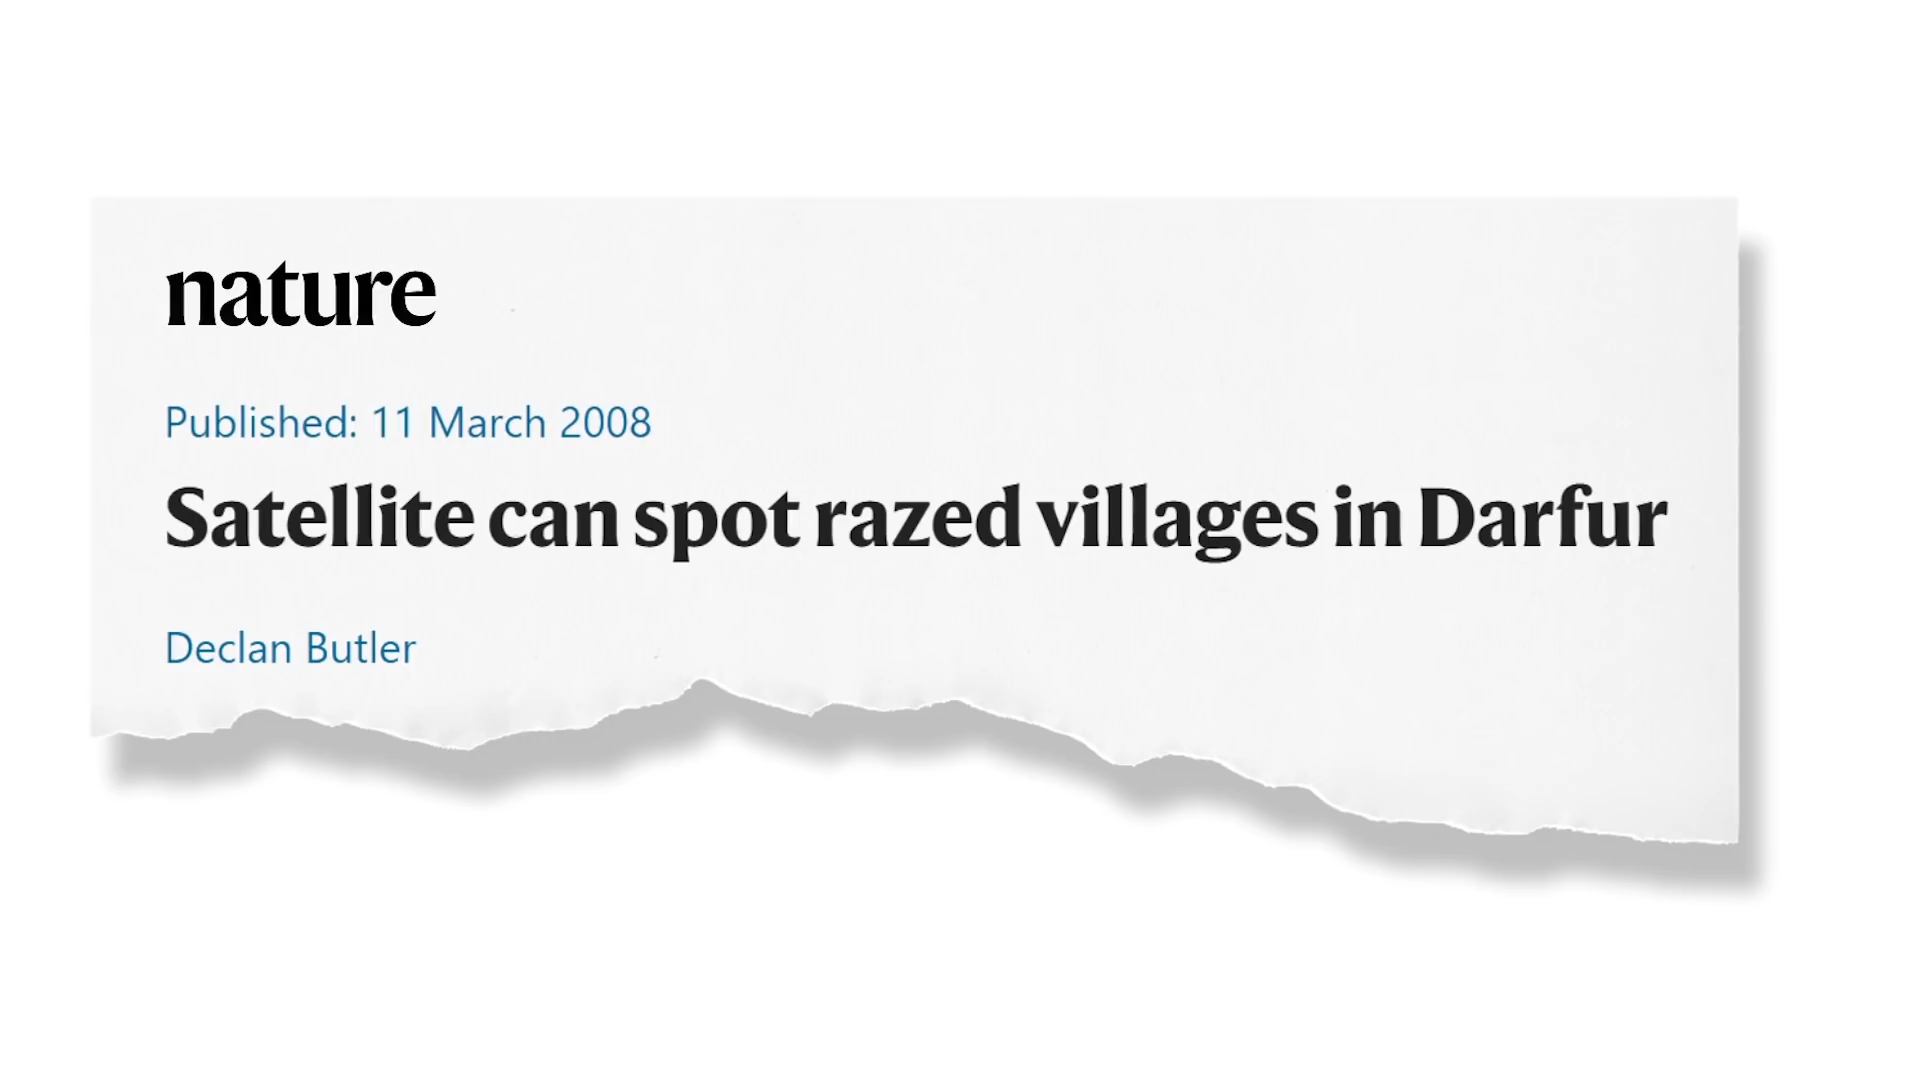 nature
Published: 11 March 2008
Satellite can spot razed villages in Darfur
Declan Butler